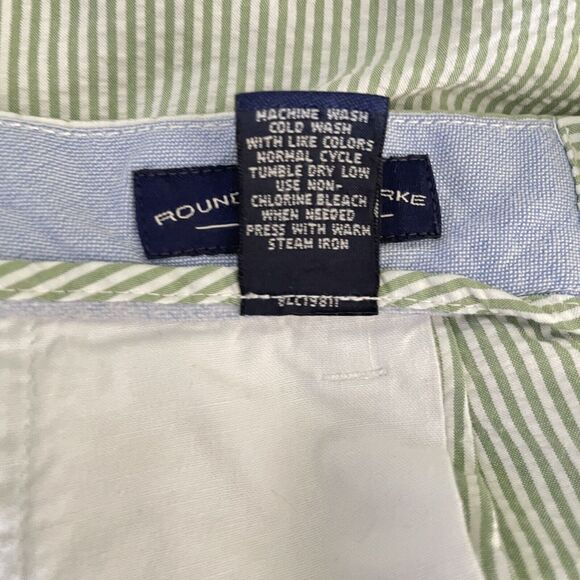 MACHINE WASH
COLD WASH
WITH LIKE COLORS
NORMAL CYCLE
TUMBLE DRY LOW
USE NON-
CHLORINE BLEACH
WHEN NEEDED
PRESS WITH WARM
STEAM IRON
ROUND RKE